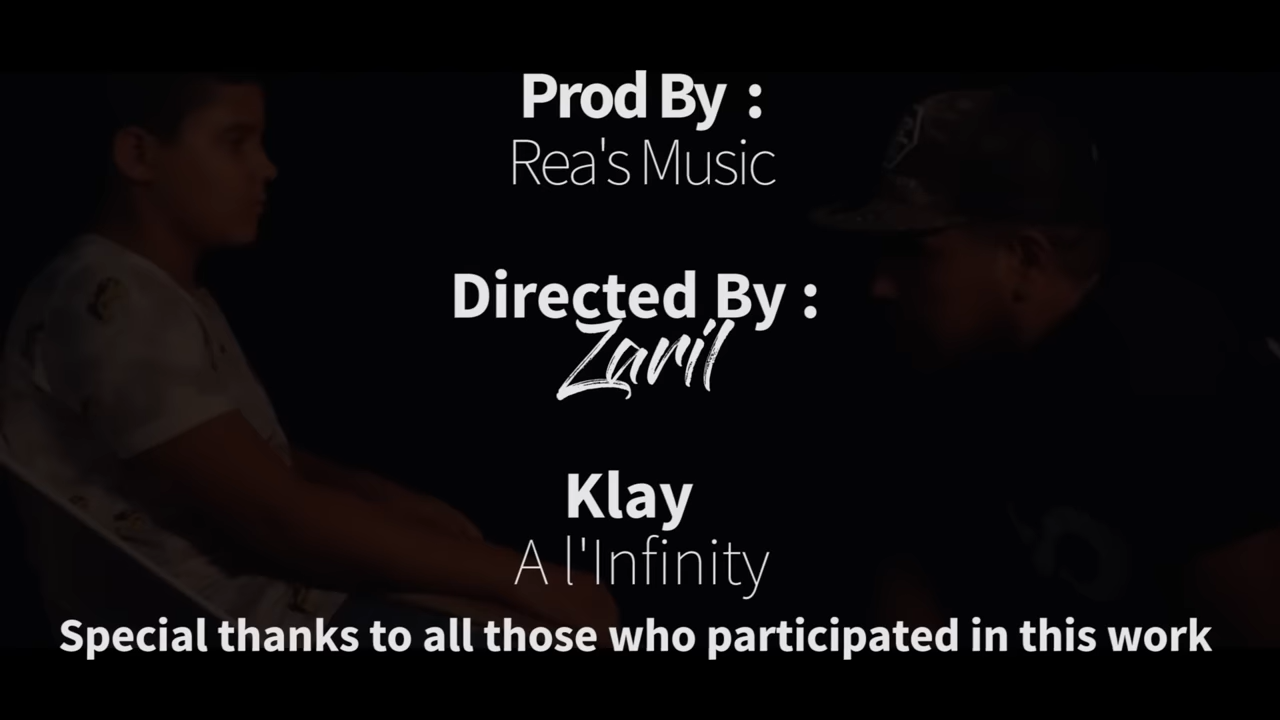 Prod By :
Rea's Music
Directed By :
Zaril
Klay
A l'Infinity
Special thanks to all those who participated in this work